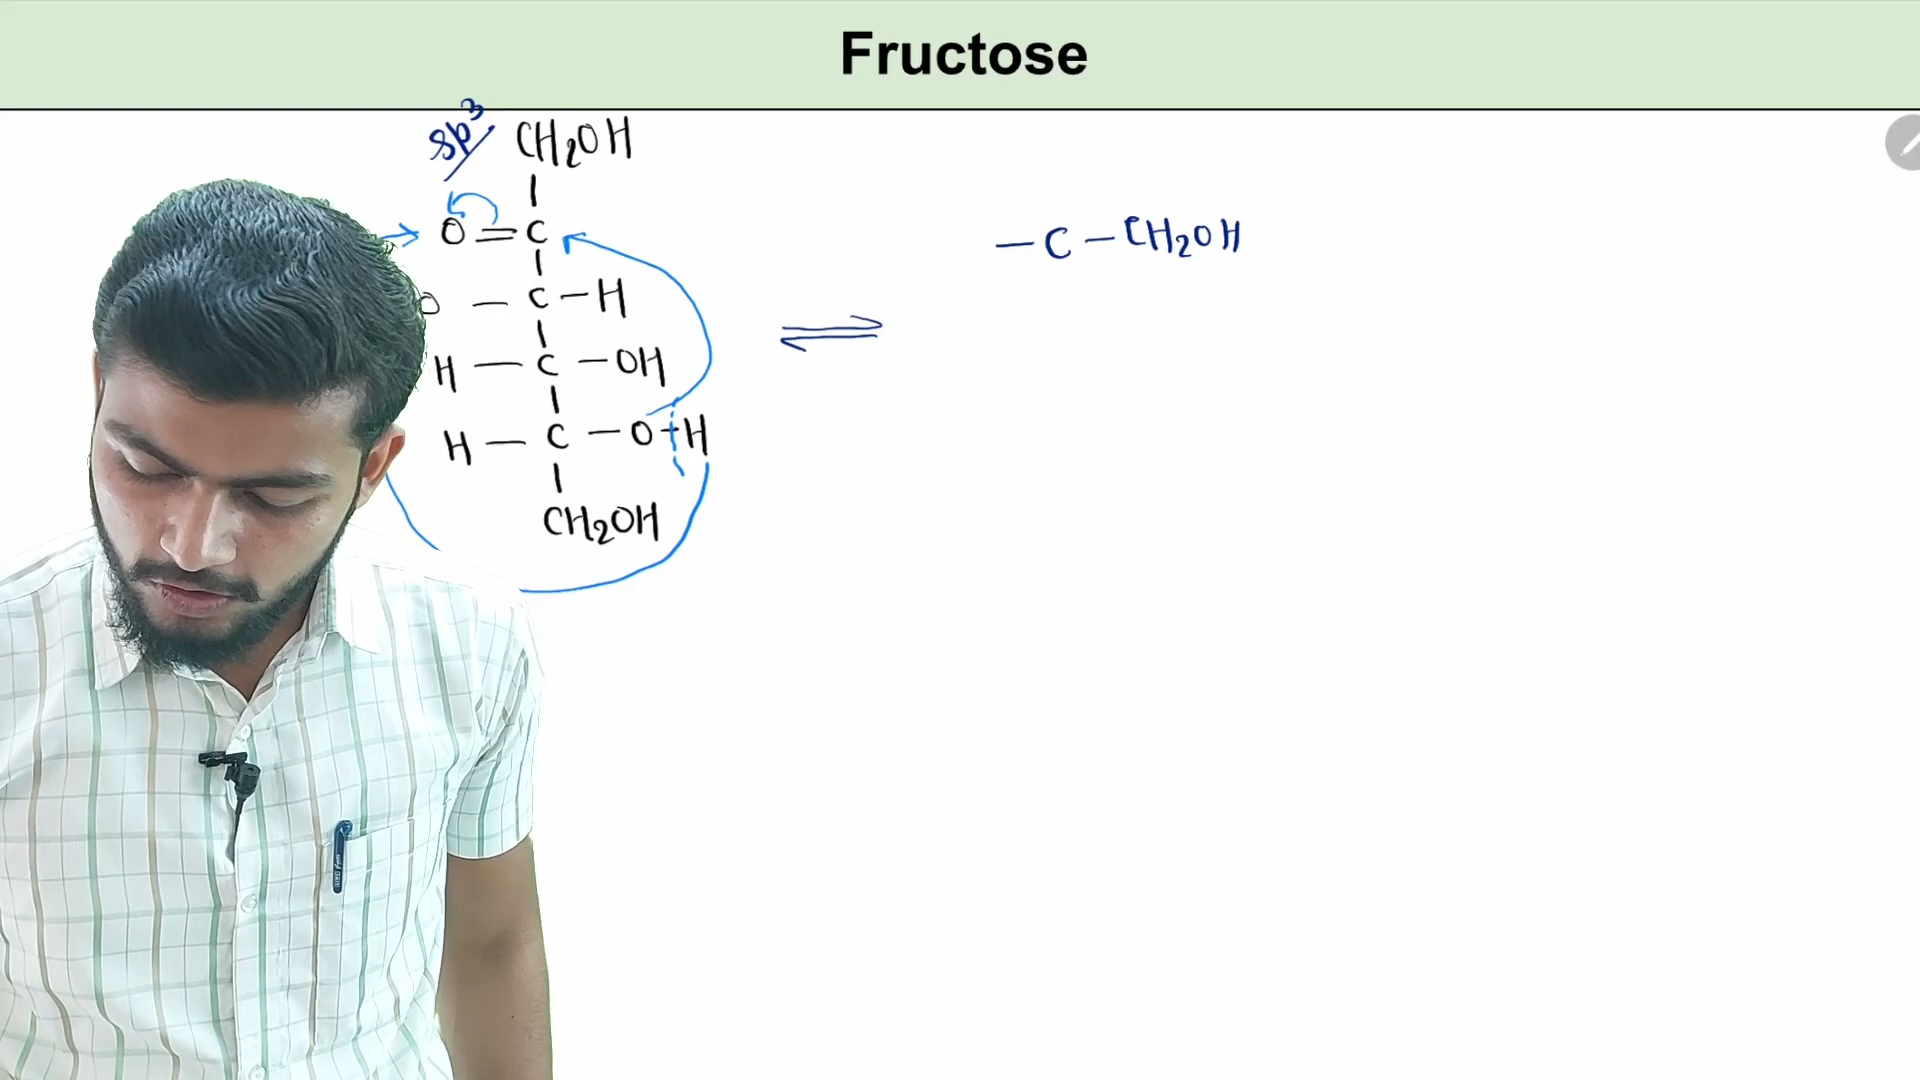 Fructose
sp³
CH₂OH
O=C
O — C — H
— C — CH₂OH
H — C — OH
H — C — O — H
CH₂OH